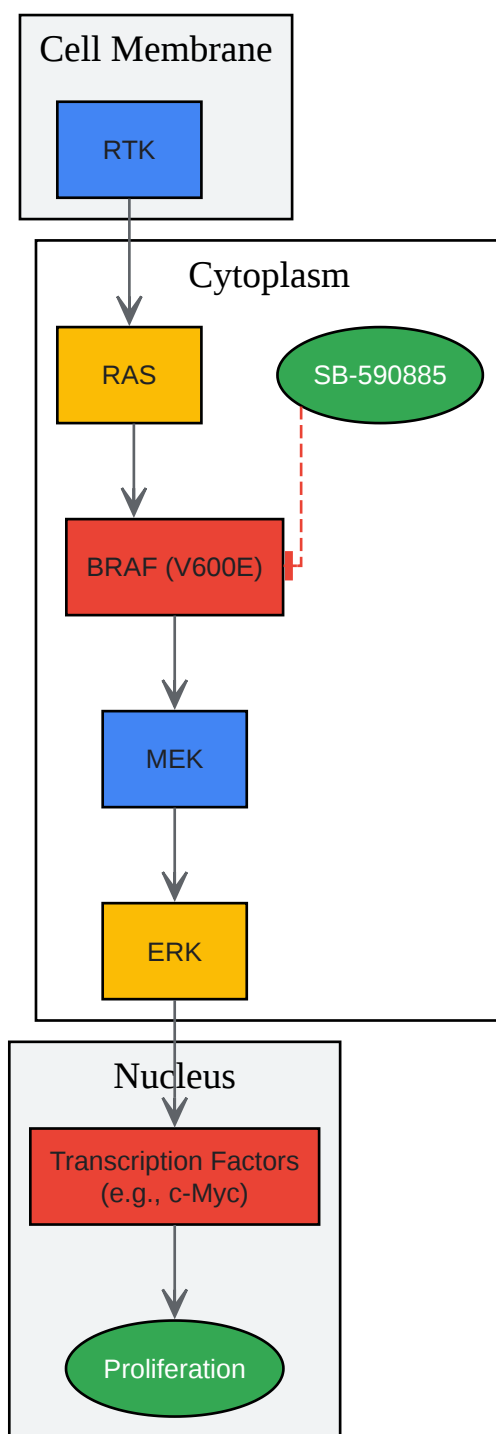 Cell Membrane
RTK
Cytoplasm
RAS
SB-590885
BRAF (V600E)
MEK
ERK
Nucleus
Transcription Factors
(e.g., c-Myc)
Proliferation